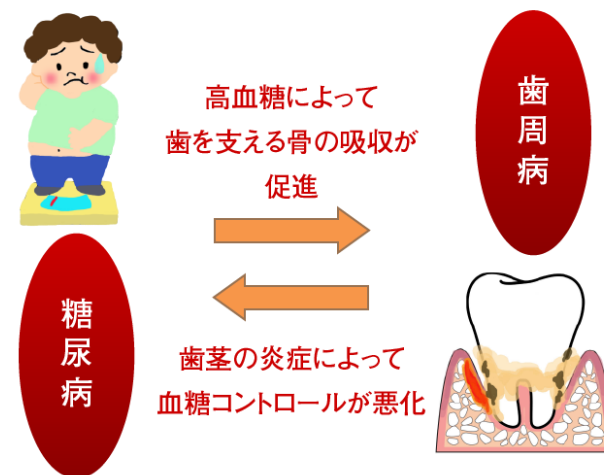 高血糖によって
歯を支える骨の吸収が
促進
歯周病
糖尿病
歯茎の炎症によって
血糖コントロールが悪化